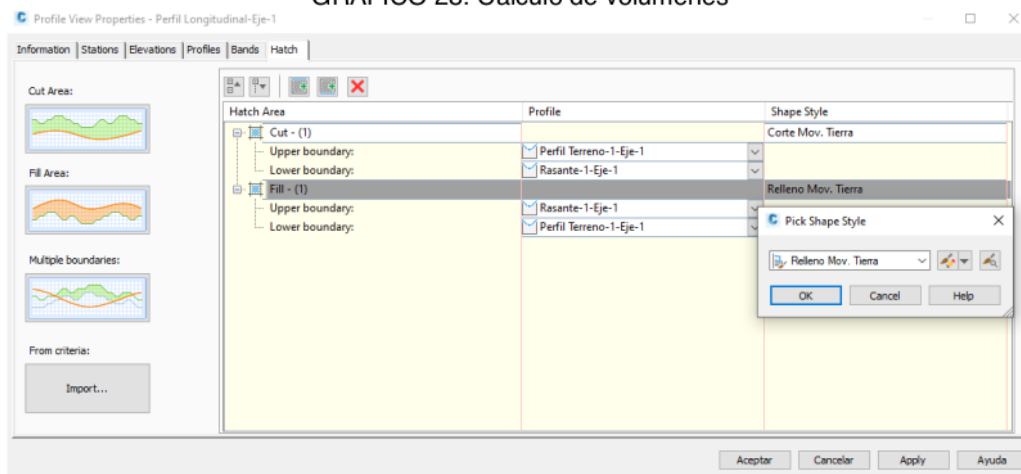 GRÁFICO 28: Cálculo de Volúmenes
Profile View Properties - Perfil Longitudinal-Eje-1
Information Stations Elevations Profiles Bands Hatch
Cut Area:
Fill Area:
Multiple boundaries:
From criteria:
Import...
Hatch Area Profile Shape Style
Cut - (1) Corte Mov. Tierra
Upper boundary: Perfil Terreno-1-Eje-1
Lower boundary: Rasante-1-Eje-1
Fill - (1) Relleno Mov. Tierra
Upper boundary: Rasante-1-Eje-1
Lower boundary: Perfil Terreno-1-Eje-1
Pick Shape Style
Relleno Mov. Tierra
OK Cancel Help
Aceptar Cancelar Apply Ayuda